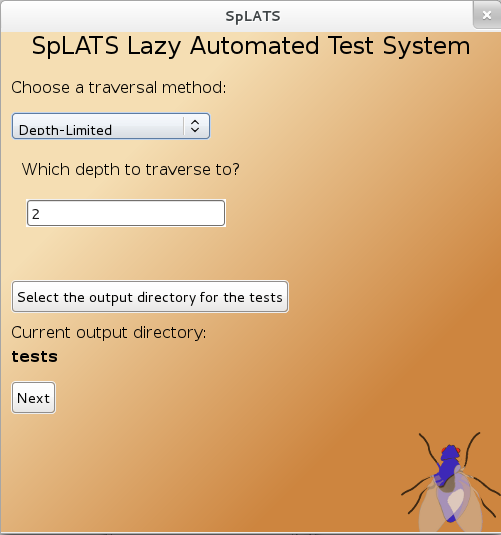 SpLATS
SpLATS Lazy Automated Test System
Choose a traversal method:
Depth-Limited
Which depth to traverse to?
2
Select the output directory for the tests
Current output directory:
tests
Next